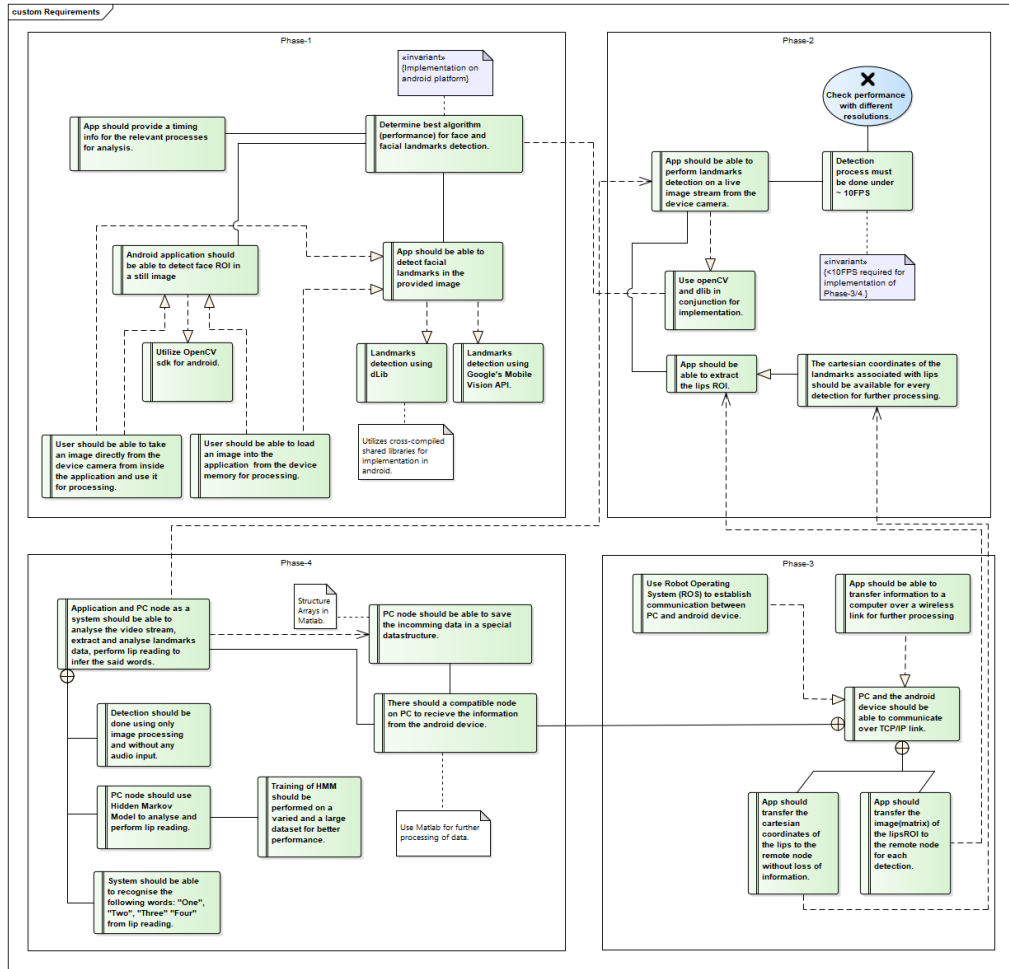 custom Requirements
Phase-1
«invariant»
{Implementation on
android platform}
App should provide a timing
info for the relevant processes
for analysis.
Determine best algorithm
(performance) for face and
facial landmarks detection.
Android application should
be able to detect face ROI in
a still image
App should be able to
detect facial
landmarks in the
provided image
Utilize OpenCV
sdk for android.
Landmarks
detection using
dLib
Landmarks
detection using
Google's Mobile
Vision API.
User should be able to take
an image directly from the
device camera from inside
the application and use it
for processing.
User should be able to load
an image into the
application from the device
memory for processing.
Utilizes cross-compiled
shared libraries for
implementation in
android.
Phase-2
Check performance
with different
resolutions.
App should be able to
perform landmarks
detection on a live
image stream from the
device camera.
Detection
process must
be done under
~ 10FPS
Use openCV
and dlib in
conjunction for
implementation.
«invariant»
{<10FPS required for
implementation of
Phase-3/4.}
App should be
able to extract
the lips ROI.
The cartesian coordinates of the
landmarks associated with lips
should be available for every
detection for further processing.
Phase-4
Application and PC node as a
system should be able to
analyse the video stream,
extract and analyse landmarks
data, perform lip reading to
infer the said words.
Structure
Arrays in
Matlab.
PC node should be able to save
the incomming data in a special
datastructure.
There should a compatible node
on PC to recieve the information
from the android device.
Detection should be
done using only
image processing
and without any
audio input.
PC node should use
Hidden Markov
Model to analyse and
perform lip reading.
Training of HMM
should be
performed on a
varied and a large
dataset for better
performance.
Use Matlab for further
processing of data.
System should be able
to recognise the
following words: "One",
"Two", "Three" "Four"
from lip reading.
Phase-3
Use Robot Operating
System (ROS) to establish
communication between
PC and android device.
App should be able to
transfer information to a
computer over a wireless
link for further processing
PC and the android
device should be
able to communicate
over TCP/IP link.
App should
transfer the
cartesian
coordinates of
the lips to the
remote node
without loss of
information.
App should
transfer the
image(matrix) of
the lipsROI to
the remote node
for each
detection.